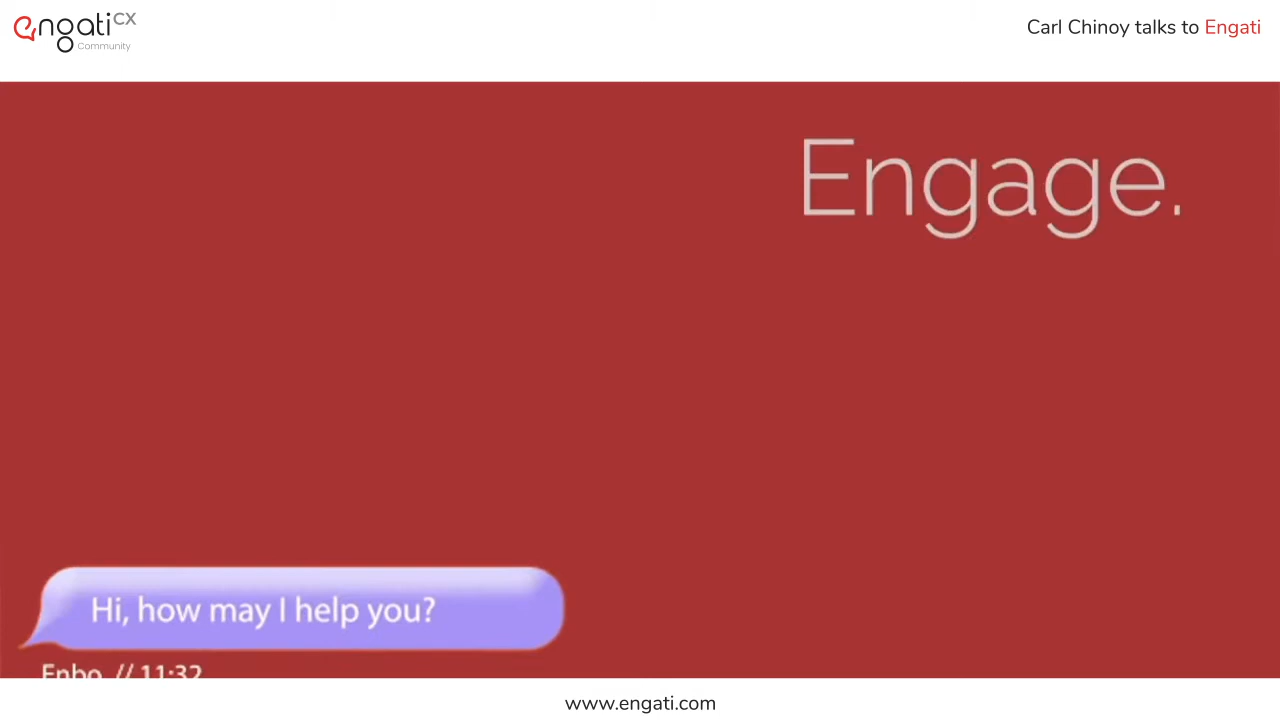 engati CX
Community
Carl Chinoy talks to Engati
Engage.
Hi, how may I help you?
Enbo // 11:32
www.engati.com